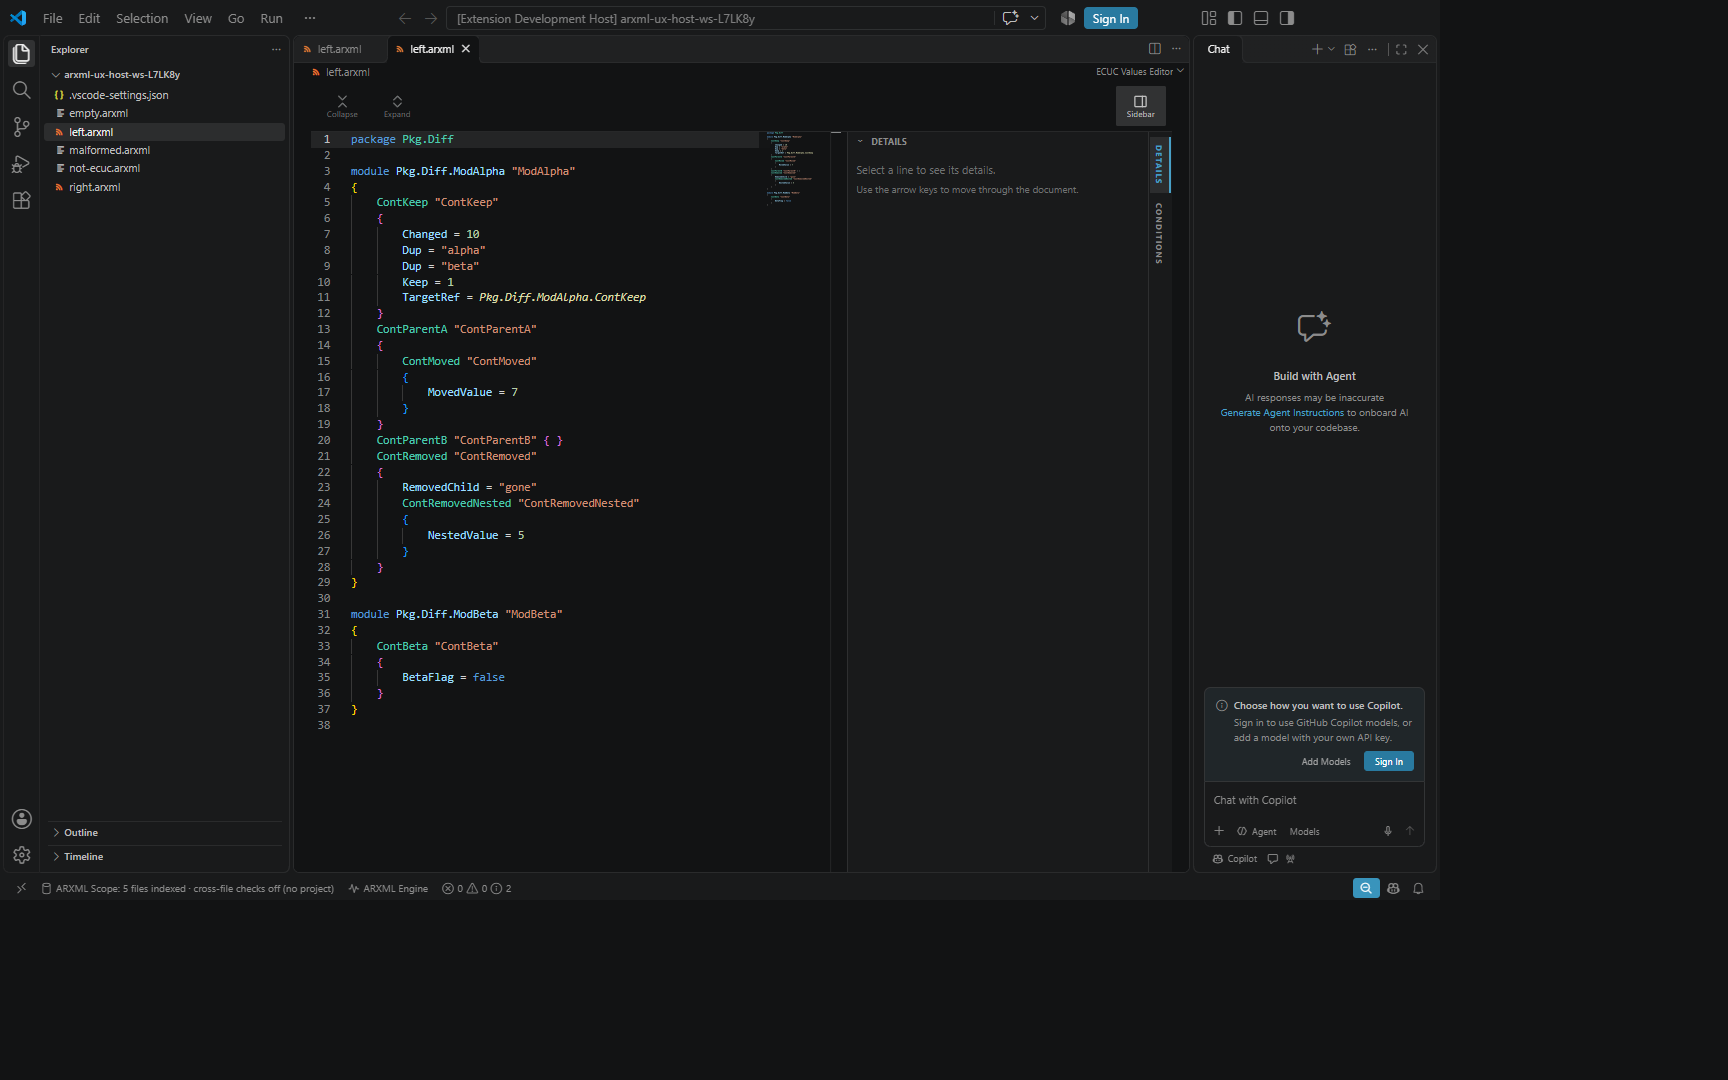 File Edit Selection View Go Run ···
[Extension Development Host] arxml-ux-host-ws-L7LK8y
Sign In
Explorer
arxml-ux-host-ws-L7LK8y
{} .vscode-settings.json
empty.arxml
left.arxml
malformed.arxml
not-ecuc.arxml
right.arxml
Outline
Timeline
left.arxml
left.arxml
left.arxml
ECUC Values Editor
Collapse
Expand
Sidebar
1 package Pkg.Diff
2
3 module Pkg.Diff.ModAlpha "ModAlpha"
4 {
5 ContKeep "ContKeep"
6 {
7 Changed = 10
8 Dup = "alpha"
9 Dup = "beta"
10 Keep = 1
11 TargetRef = Pkg.Diff.ModAlpha.ContKeep
12 }
13 ContParentA "ContParentA"
14 {
15 ContMoved "ContMoved"
16 {
17 MovedValue = 7
18 }
19 }
20 ContParentB "ContParentB" { }
21 ContRemoved "ContRemoved"
22 {
23 RemovedChild = "gone"
24 ContRemovedNested "ContRemovedNested"
25 {
26 NestedValue = 5
27 }
28 }
29 }
30
31 module Pkg.Diff.ModBeta "ModBeta"
32 {
33 ContBeta "ContBeta"
34 {
35 BetaFlag = false
36 }
37 }
38
DETAILS
Select a line to see its details.
Use the arrow keys to move through the document.
DETAILS
CONDITIONS
Chat
Build with Agent
AI responses may be inaccurate
Generate Agent Instructions to onboard AI
onto your codebase.
Choose how you want to use Copilot.
Sign in to use GitHub Copilot models, or
add a model with your own API key.
Add Models
Sign In
Chat with Copilot
Agent
Models
Copilot
ARXML Scope: 5 files indexed · cross-file checks off (no project)
ARXML Engine
0 0 2